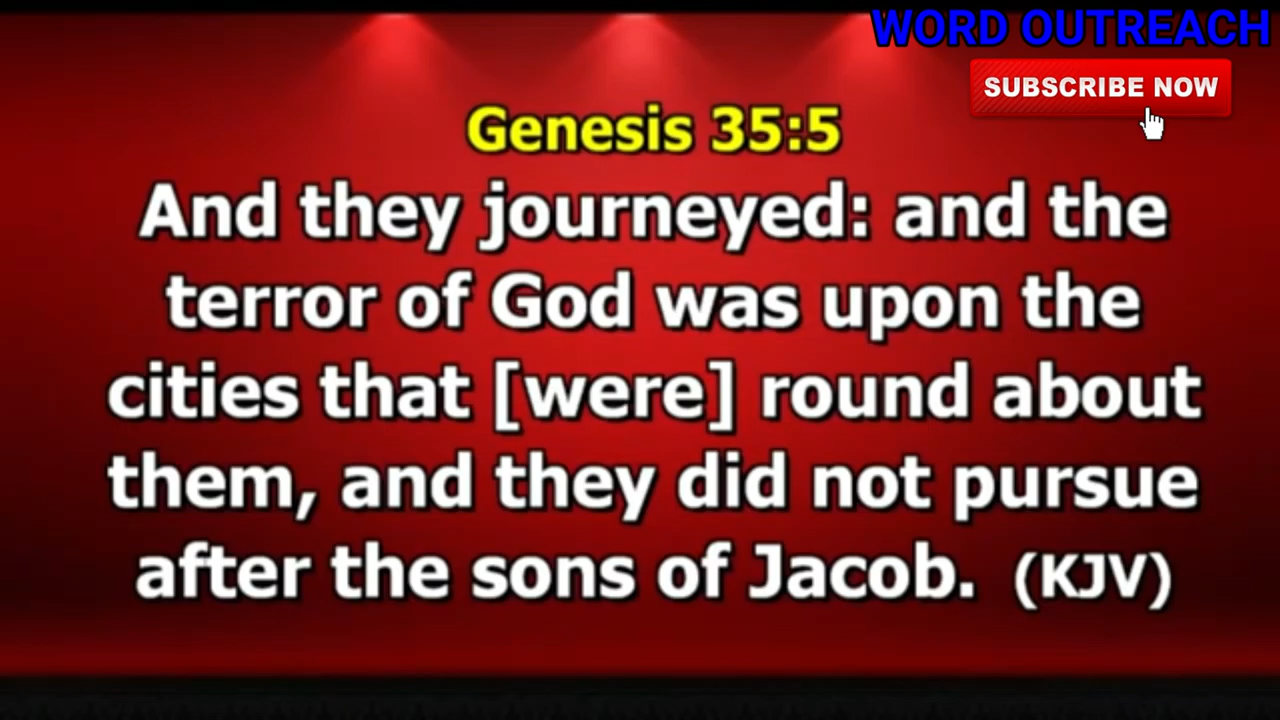 WORD OUTREACH
SUBSCRIBE NOW
Genesis 35:5
And they journeyed: and the
terror of God was upon the
cities that [were] round about
them, and they did not pursue
after the sons of Jacob. (KJV)